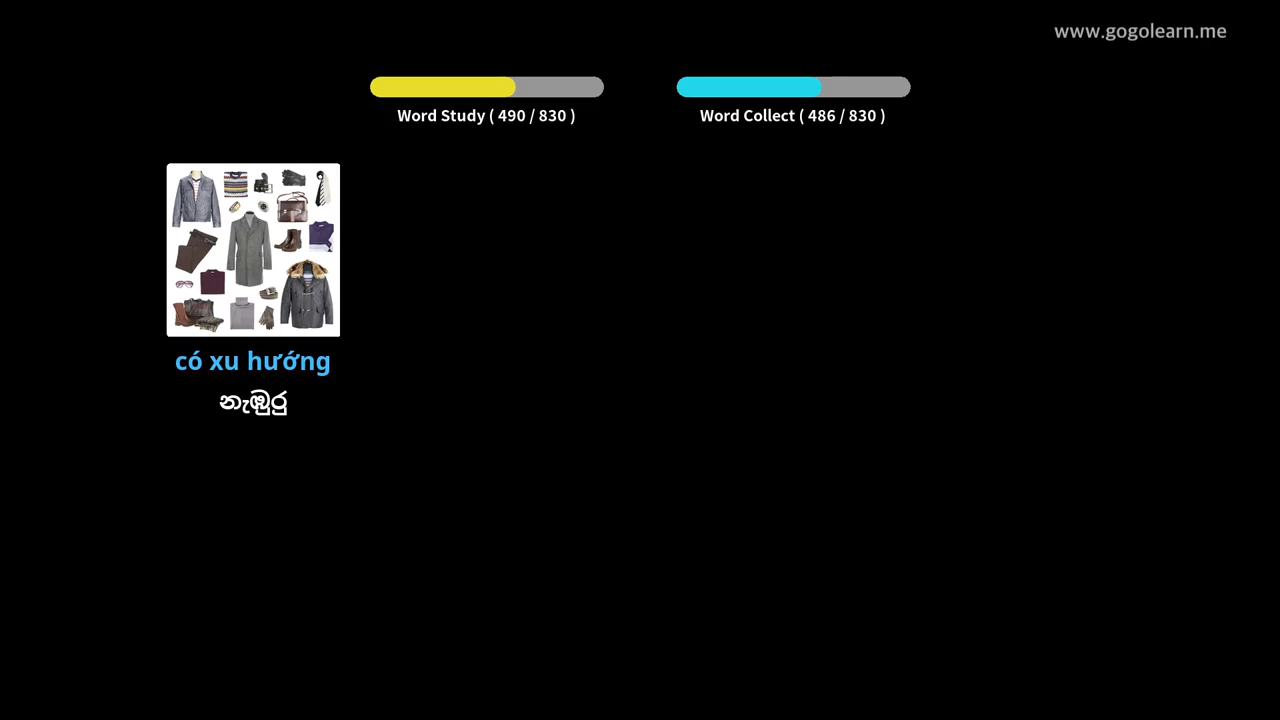 www.gogolearn.me
Word Study ( 490 / 830 )
Word Collect ( 486 / 830 )
có xu hướng
නැඹුරු